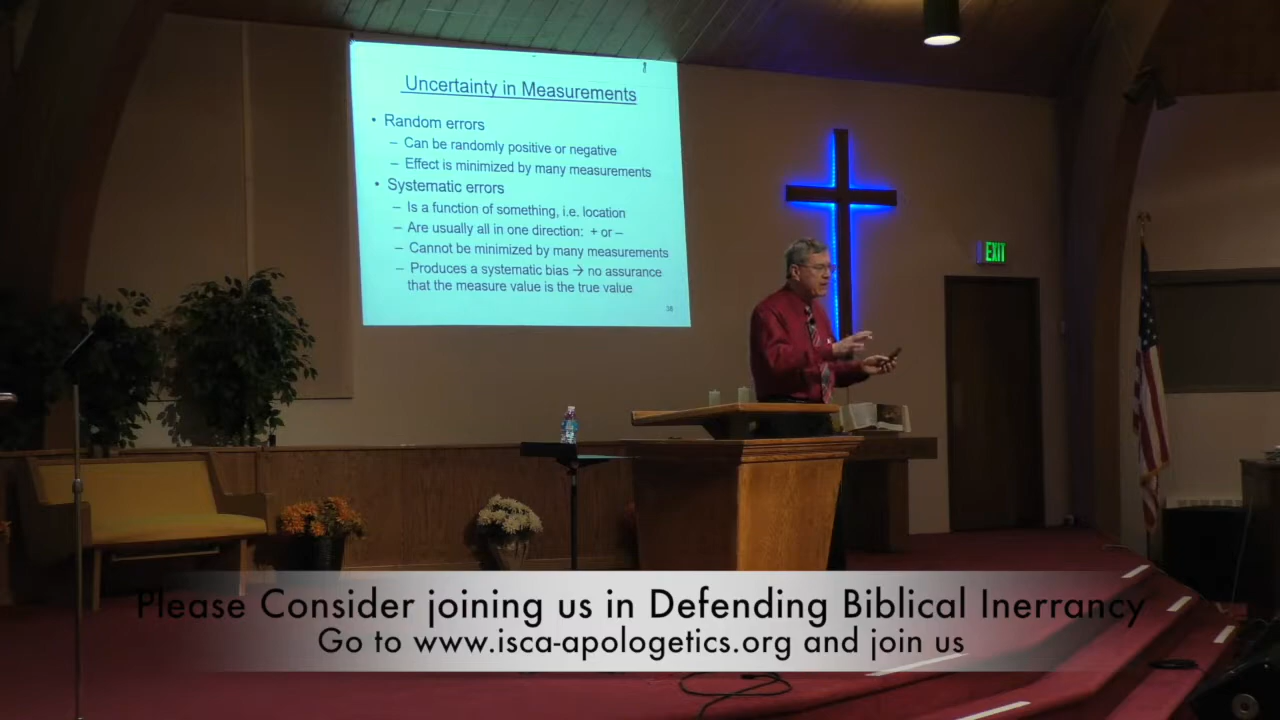 Uncertainty in Measurements
• Random errors
– Can be randomly positive or negative
– Effect is minimized by many measurements
• Systematic errors
– Is a function of something, i.e. location
– Are usually all in one direction: + or –
– Cannot be minimized by many measurements
– Produces a systematic bias → no assurance
that the measure value is the true value
38
EXIT
Please Consider joining us in Defending Biblical Inerrancy
Go to www.isca-apologetics.org and join us